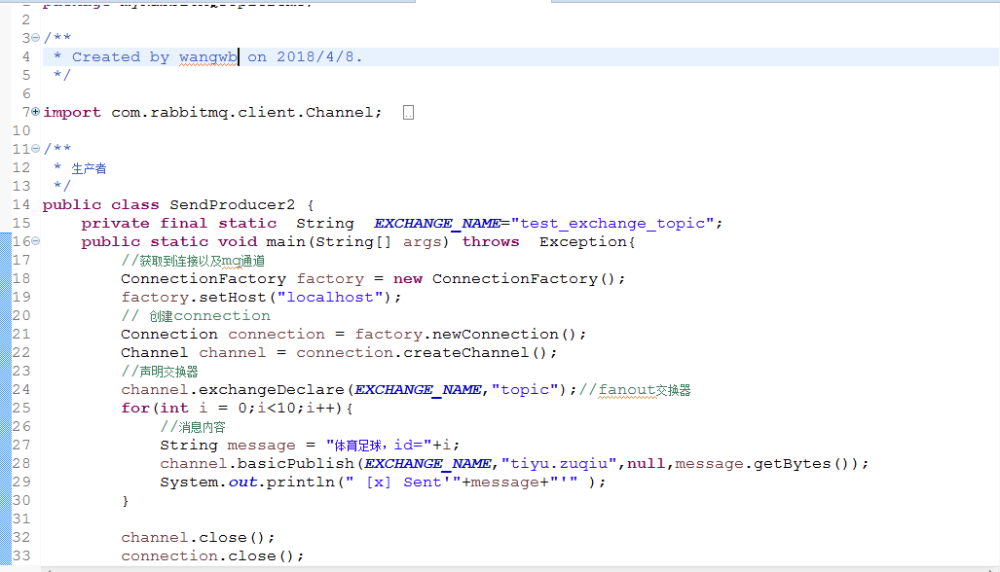 2
3 /**
4  * Created by wangwb on 2018/4/8.
5  */
6
7 import com.rabbitmq.client.Channel;
10
11 /**
12  * 生产者
13  */
14 public class SendProducer2 {
15     private final static  String  EXCHANGE_NAME="test_exchange_topic";
16     public static void main(String[] args) throws  Exception{
17         //获取到连接以及mq通道
18         ConnectionFactory factory = new ConnectionFactory();
19         factory.setHost("localhost");
20         // 创建connection
21         Connection connection = factory.newConnection();
22         Channel channel = connection.createChannel();
23         //声明交换器
24         channel.exchangeDeclare(EXCHANGE_NAME,"topic");//fanout交换器
25         for(int i = 0;i<10;i++){
26             //消息内容
27             String message = "体育足球，id="+i;
28             channel.basicPublish(EXCHANGE_NAME,"tiyu.zuqiu",null,message.getBytes());
29             System.out.println(" [x] Sent'"+message+"'" );
30         }
31
32         channel.close();
33         connection.close();